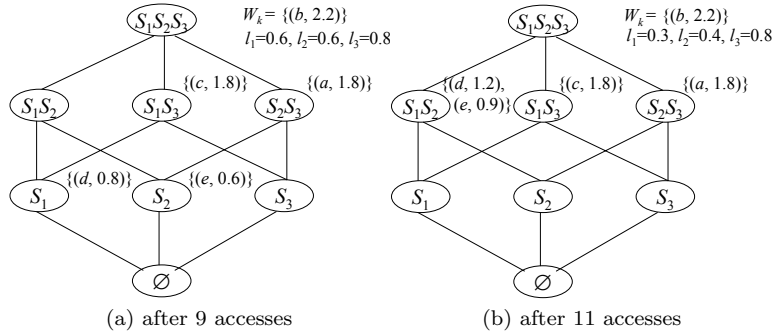 S₁S₂S₃
Wₖ = {(b, 2.2)}
l₁=0.6, l₂=0.6, l₃=0.8
{(c, 1.8)}
{(a, 1.8)}
S₁S₂
S₁S₃
S₂S₃
{(d, 0.8)}
{(e, 0.6)}
S₁
S₂
S₃
∅
(a) after 9 accesses
S₁S₂S₃
Wₖ = {(b, 2.2)}
l₁=0.3, l₂=0.4, l₃=0.8
{(d, 1.2),
(e, 0.9)}
{(c, 1.8)}
{(a, 1.8)}
S₁S₂
S₁S₃
S₂S₃
S₁
S₂
S₃
∅
(b) after 11 accesses